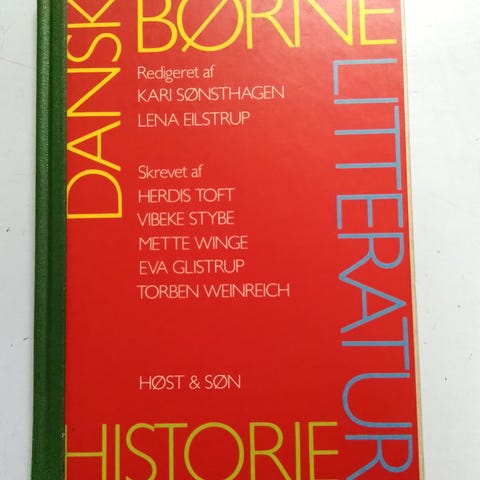 DANSK
BØRNE
LITTERATUR
HISTORIE
Redigeret af
KARI SØNSTHAGEN
LENA EILSTRUP
Skrevet af
HERDIS TOFT
VIBEKE STYBE
METTE WINGE
EVA GLISTRUP
TORBEN WEINREICH
HØST & SØN